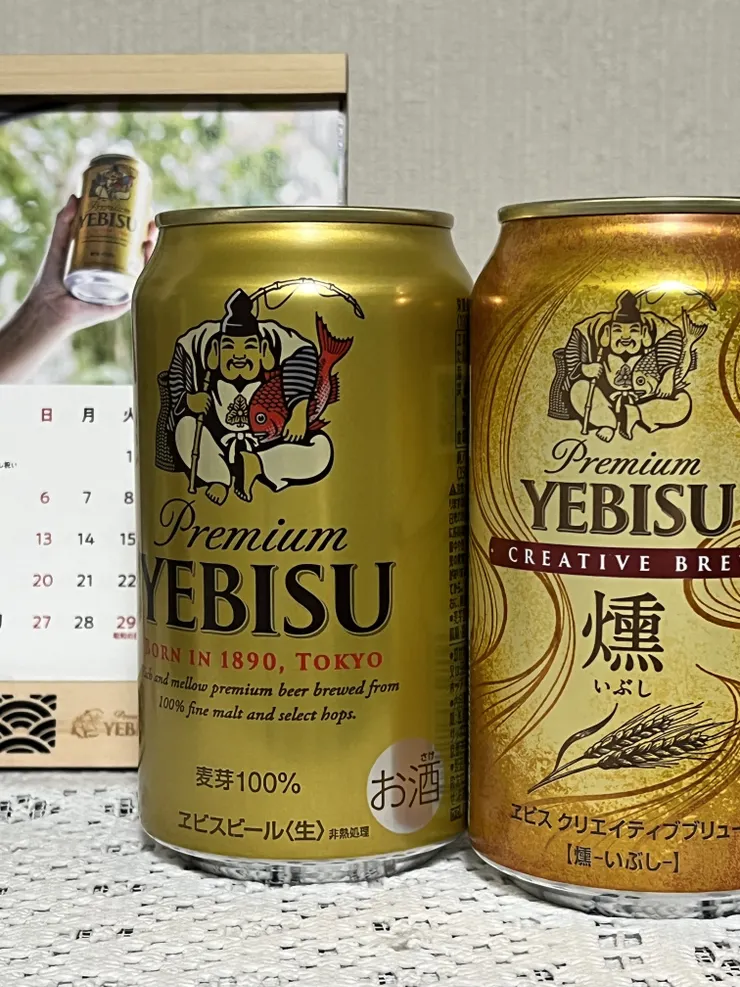 YEBISU
日 月 火
1
6 7 8
13 14 15
20 21 22
27 28 29
Premium
YEBISU
BORN IN 1890, TOKYO
Rich and mellow premium beer brewed from
100% fine malt and select hops.
麦芽100%
さけ
お酒
ヱビスビール〈生〉非熱処理
Premium
YEBISU
CREATIVE BRE
燻
いぶし
ヱビス クリエイティブブリュー
【燻-いぶし-】